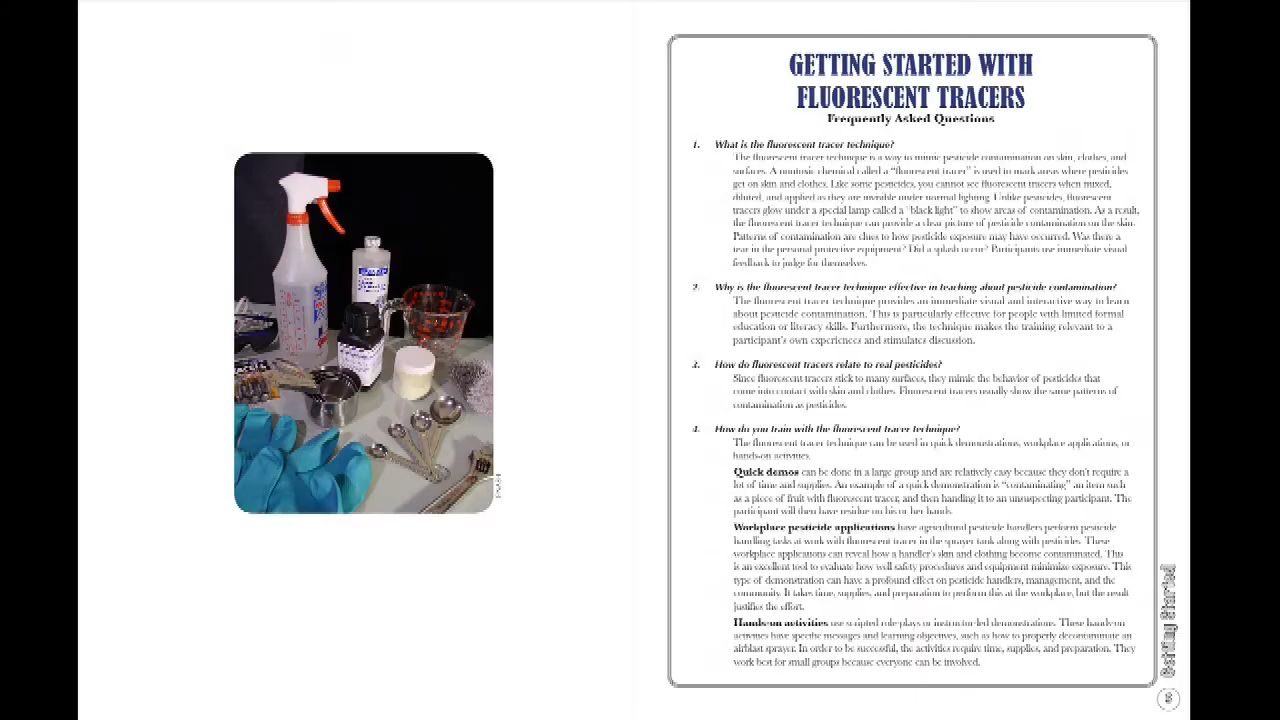 GETTING STARTED WITH
FLUORESCENT TRACERS
Frequently Asked Questions
1. What is the fluorescent tracer technique?
The fluorescent tracer technique is a way to mimic pesticide contamination on skin, clothes, and
surfaces. A nontoxic chemical called a “fluorescent tracer” is used to mark areas where pesticides
get on skin and clothes. Like some pesticides, you cannot see fluorescent tracers when mixed,
diluted, and applied as they are invisible under normal lighting. Unlike pesticides, fluorescent
tracers glow under a special lamp called a "black light" to show areas of contamination. As a result,
the fluorescent tracer technique can provide a clear picture of pesticide contamination on the skin.
Patterns of contamination are clues to how pesticide exposure may have occurred. Was there a
tear in the personal protective equipment? Did a splash occur? Participants use immediate visual
feedback to judge for themselves.
2. Why is the fluorescent tracer technique effective in teaching about pesticide contamination?
The fluorescent tracer technique provides an immediate visual and interactive way to learn
about pesticide contamination. This is particularly effective for people with limited formal
education or literacy skills. Furthermore, the technique makes the training relevant to a
participant's own experiences and stimulates discussion.
3. How do fluorescent tracers relate to real pesticides?
Since fluorescent tracers stick to many surfaces, they mimic the behavior of pesticides that
come into contact with skin and clothes. Fluorescent tracers usually show the same patterns of
contamination as pesticides.
4. How do you train with the fluorescent tracer technique?
The fluorescent tracer technique can be used in quick demonstrations, workplace applications, or
hands-on activities.
Quick demos can be done in a large group and are relatively easy because they don't require a
lot of time and supplies. An example of a quick demonstration is “contaminating” an item such
as a piece of fruit with fluorescent tracer, and then handing it to an unsuspecting participant. The
participant will then have residue on his or her hands.
Workplace pesticide applications have agricultural pesticide handlers perform pesticide
handling tasks at work with fluorescent tracer in the sprayer tank along with pesticides. These
workplace applications can reveal how a handler's skin and clothing become contaminated. This
is an excellent tool to evaluate how well safety procedures and equipment minimize exposure. This
type of demonstration can have a profound effect on pesticide handlers, management, and the
community. It takes time, supplies, and preparation to perform this at the workplace, but the result
justifies the effort.
Hands-on activities use scripted role-plays or instructor-led demonstrations. These hands-on
activities have specific messages and learning objectives, such as how to properly decontaminate an
airblast sprayer. In order to be successful, the activities require time, supplies, and preparation. They
work best for small groups because everyone can be involved.
Getting Started